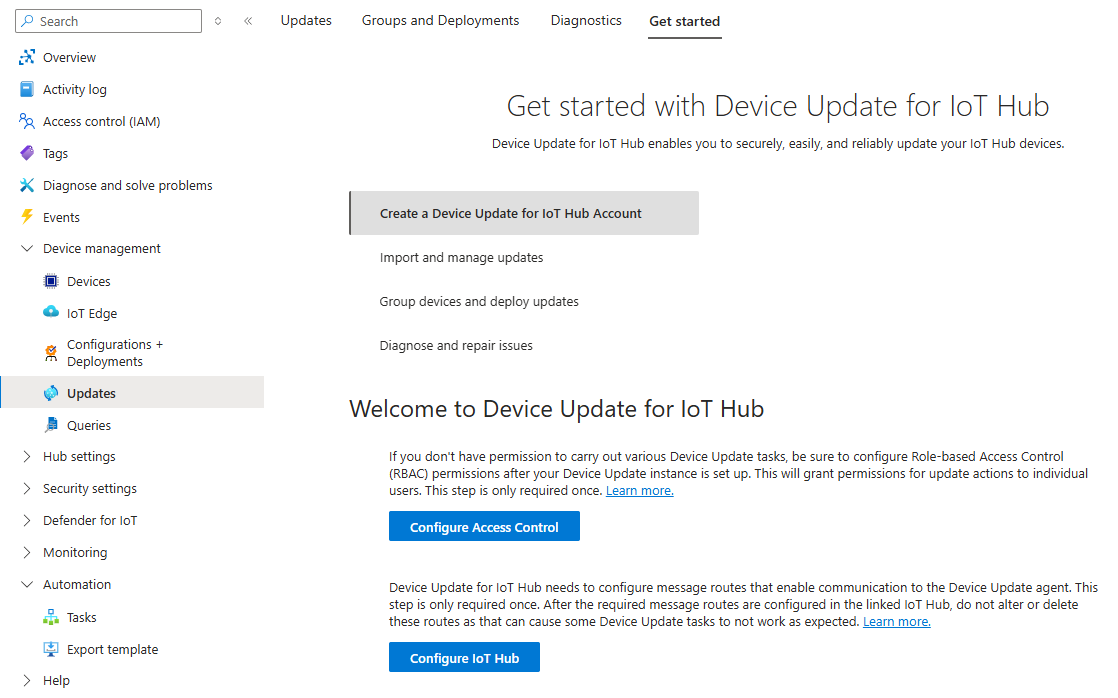 Search
Updates
Groups and Deployments
Diagnostics
Get started
Overview
Activity log
Access control (IAM)
Tags
Diagnose and solve problems
Events
Device management
Devices
IoT Edge
Configurations +
Deployments
Updates
Queries
Hub settings
Security settings
Defender for IoT
Monitoring
Automation
Tasks
Export template
Help
Get started with Device Update for IoT Hub
Device Update for IoT Hub enables you to securely, easily, and reliably update your IoT Hub devices.
Create a Device Update for IoT Hub Account
Import and manage updates
Group devices and deploy updates
Diagnose and repair issues
Welcome to Device Update for IoT Hub
If you don't have permission to carry out various Device Update tasks, be sure to configure Role-based Access Control
(RBAC) permissions after your Device Update instance is set up. This will grant permissions for update actions to individual
users. This step is only required once. Learn more.
Configure Access Control
Device Update for IoT Hub needs to configure message routes that enable communication to the Device Update agent. This
step is only required once. After the required message routes are configured in the linked IoT Hub, do not alter or delete
these routes as that can cause some Device Update tasks to not work as expected. Learn more.
Configure IoT Hub